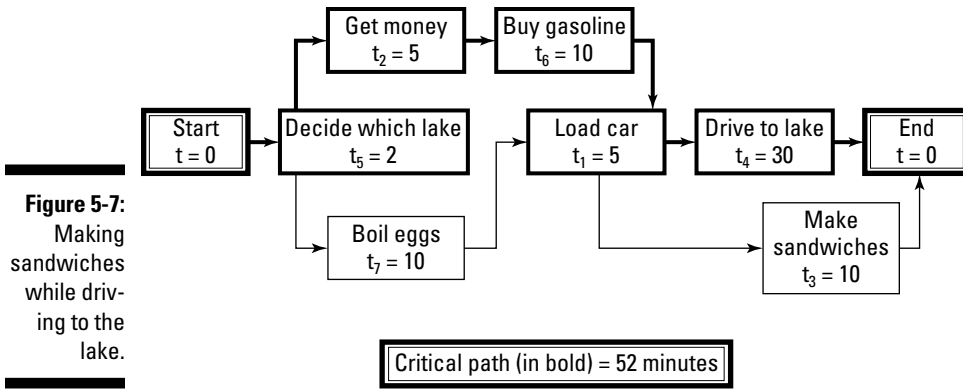 Get money
t₂ = 5
Buy gasoline
t₆ = 10
Start
t = 0
Decide which lake
t₅ = 2
Load car
t₁ = 5
Drive to lake
t₄ = 30
End
t = 0
Boil eggs
t₇ = 10
Make
sandwiches
t₃ = 10
Figure 5-7:
Making
sandwiches
while driv-
ing to the
lake.
Critical path (in bold) = 52 minutes